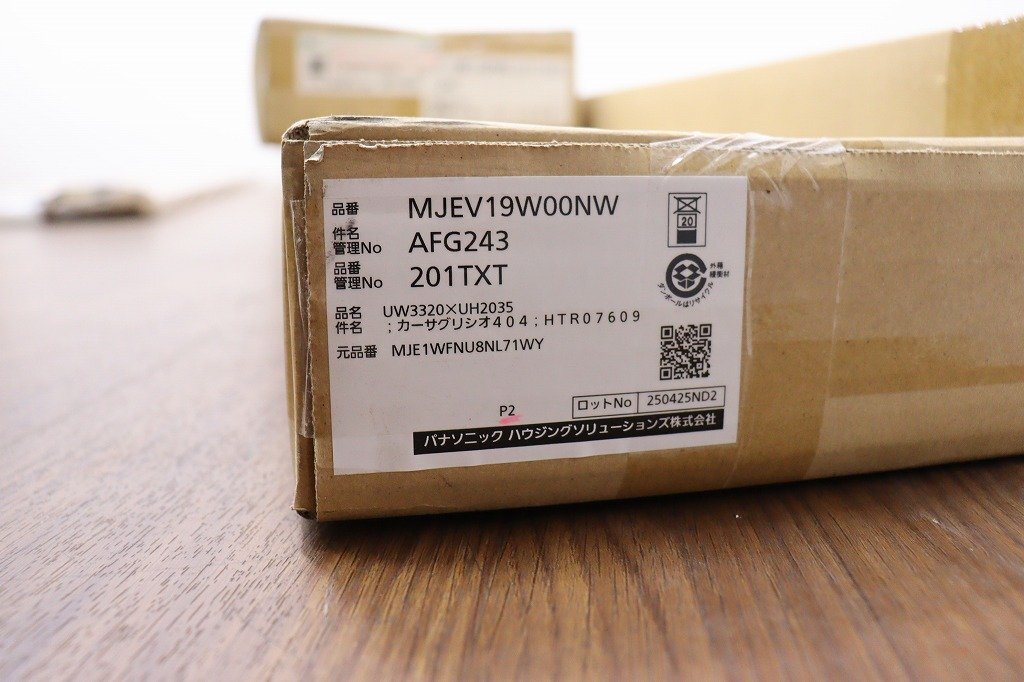 品番 MJEV19W00NW
件名
管理No AFG243
品番
管理No 201TXT
品名 UW3320×UH2035
件名 ；カーサグリシオ４０４；ＨＴＲ０７６０９
元品番 MJE1WFNU8NL71WY
20
外箱
緩衝材
ダンボールはリサイクル
P2
ロットNo 250425ND2
パナソニック ハウジングソリューションズ株式会社